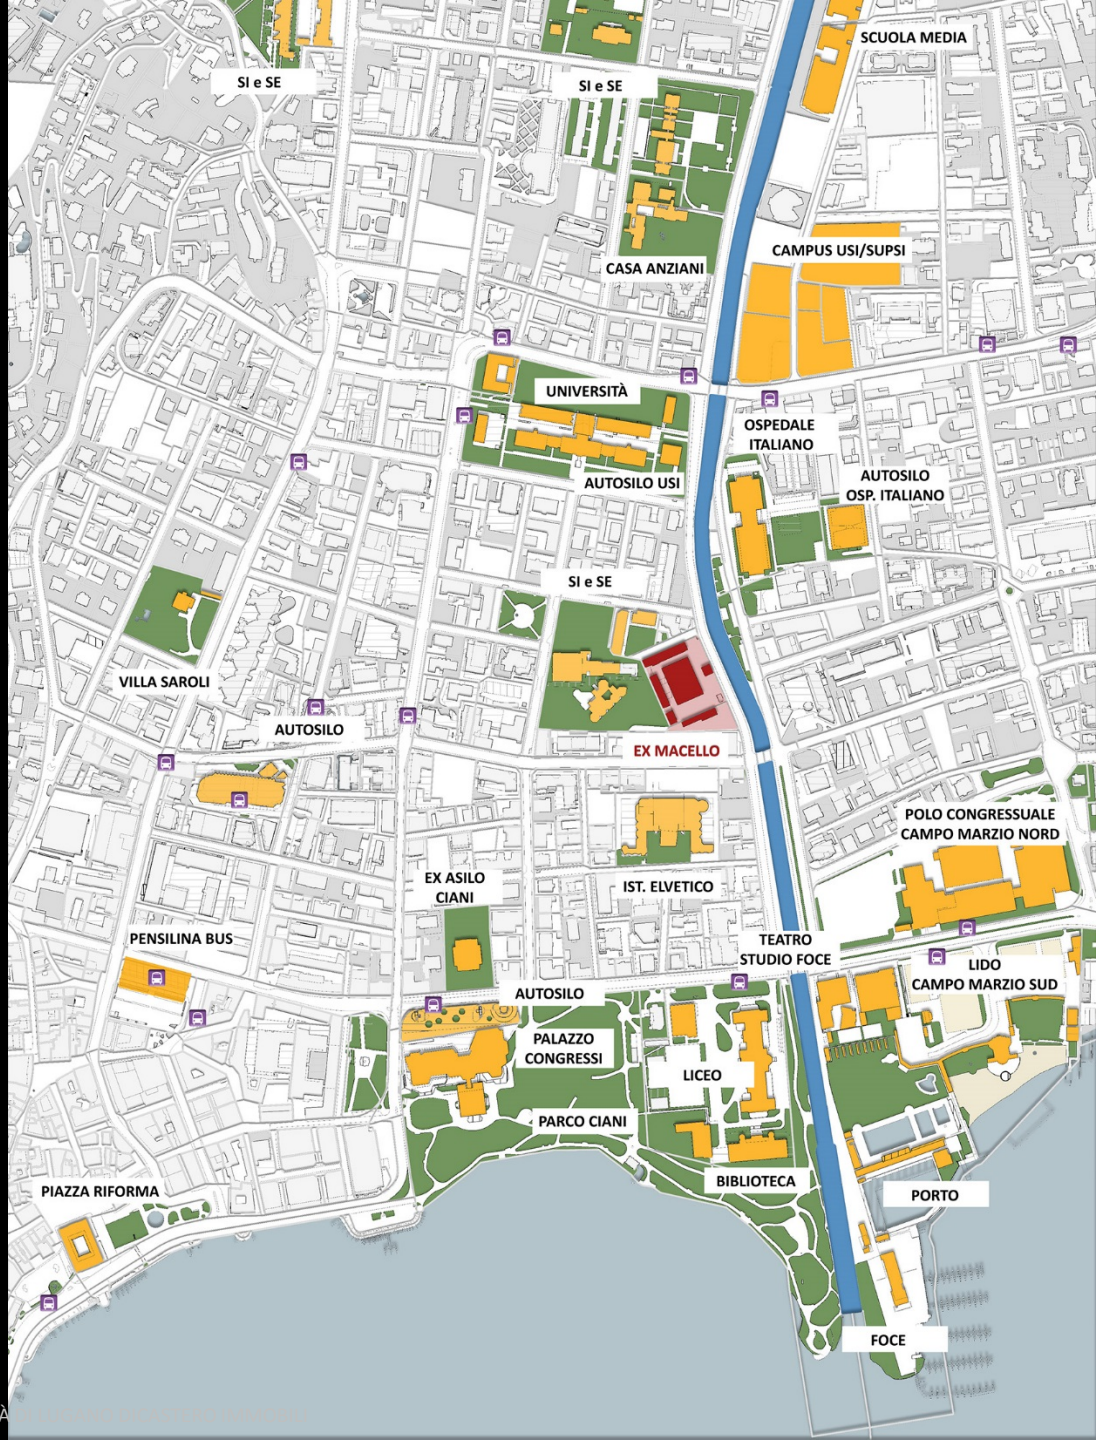 SCUOLA MEDIA
SI e SE
SI e SE
CAMPUS USI/SUPSI
CASA ANZIANI
UNIVERSITÀ
OSPEDALE
ITALIANO
AUTOSILO USI
AUTOSILO
OSP. ITALIANO
SI e SE
VILLA SAROLI
AUTOSILO
EX MACELLO
POLO CONGRESSUALE
CAMPO MARZIO NORD
EX ASILO
CIANI
IST. ELVETICO
PENSILINA BUS
TEATRO
STUDIO FOCE
LIDO
CAMPO MARZIO SUD
AUTOSILO
PALAZZO
CONGRESSI
LICEO
PARCO CIANI
BIBLIOTECA
PIAZZA RIFORMA
PORTO
FOCE